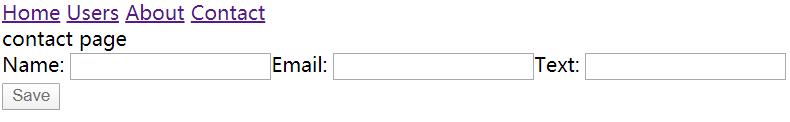 Home Users About Contact
contact page
Name: Email: Text:
Save